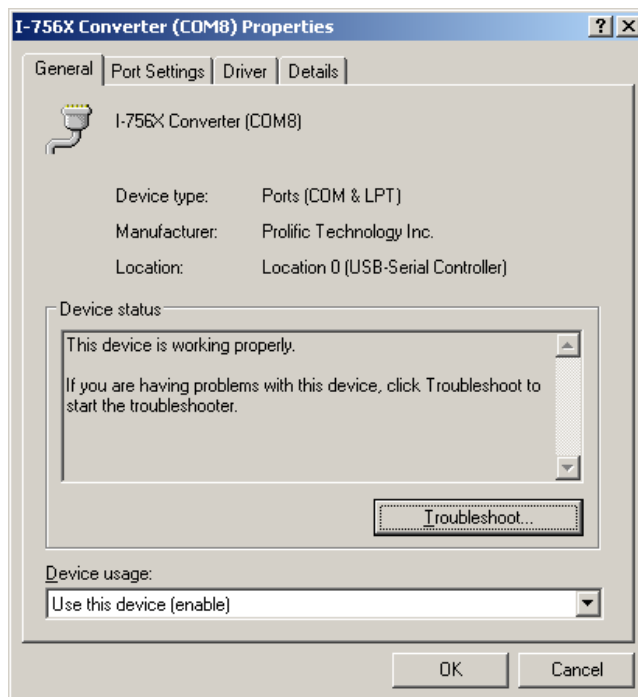 I-756X Converter (COM8) Properties
General Port Settings Driver Details
I-756X Converter (COM8)
Device type: Ports (COM & LPT)
Manufacturer: Prolific Technology Inc.
Location: Location 0 (USB-Serial Controller)
Device status
This device is working properly.
If you are having problems with this device, click Troubleshoot to
start the troubleshooter.
Troubleshoot...
Device usage:
Use this device (enable)
OK Cancel